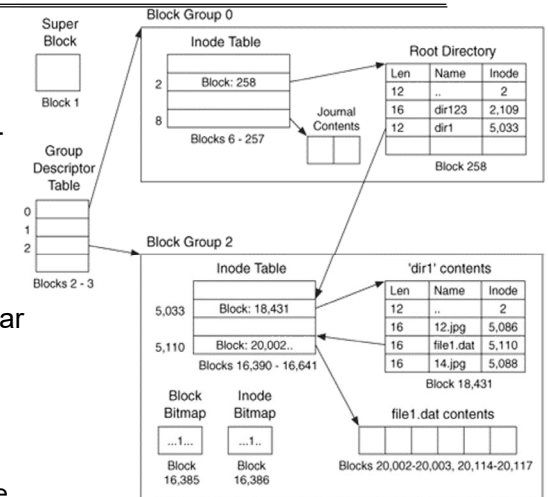 Block Group 0
Super
Block
Block 1
Inode Table
2 Block: 258
8
Blocks 6 - 257
Journal
Contents
Root Directory
Len Name Inode
12 .. 2
16 dir123 2,109
12 dir1 5,033
Block 258
Group
Descriptor
Table
0
1
2
Blocks 2 - 3
ar
e
Block Group 2
Inode Table
5,033 Block: 18,431
5,110 Block: 20,002..
Blocks 16,390 - 16,641
'dir1' contents
Len Name Inode
12 .. 2
16 12.jpg 5,086
16 file1.dat 5,110
16 14.jpg 5,088
Block 18,431
Block
Bitmap
...1...
Block
16,385
Inode
Bitmap
...1..
Block
16,386
file1.dat contents
Blocks 20,002-20,003, 20,114-20,117